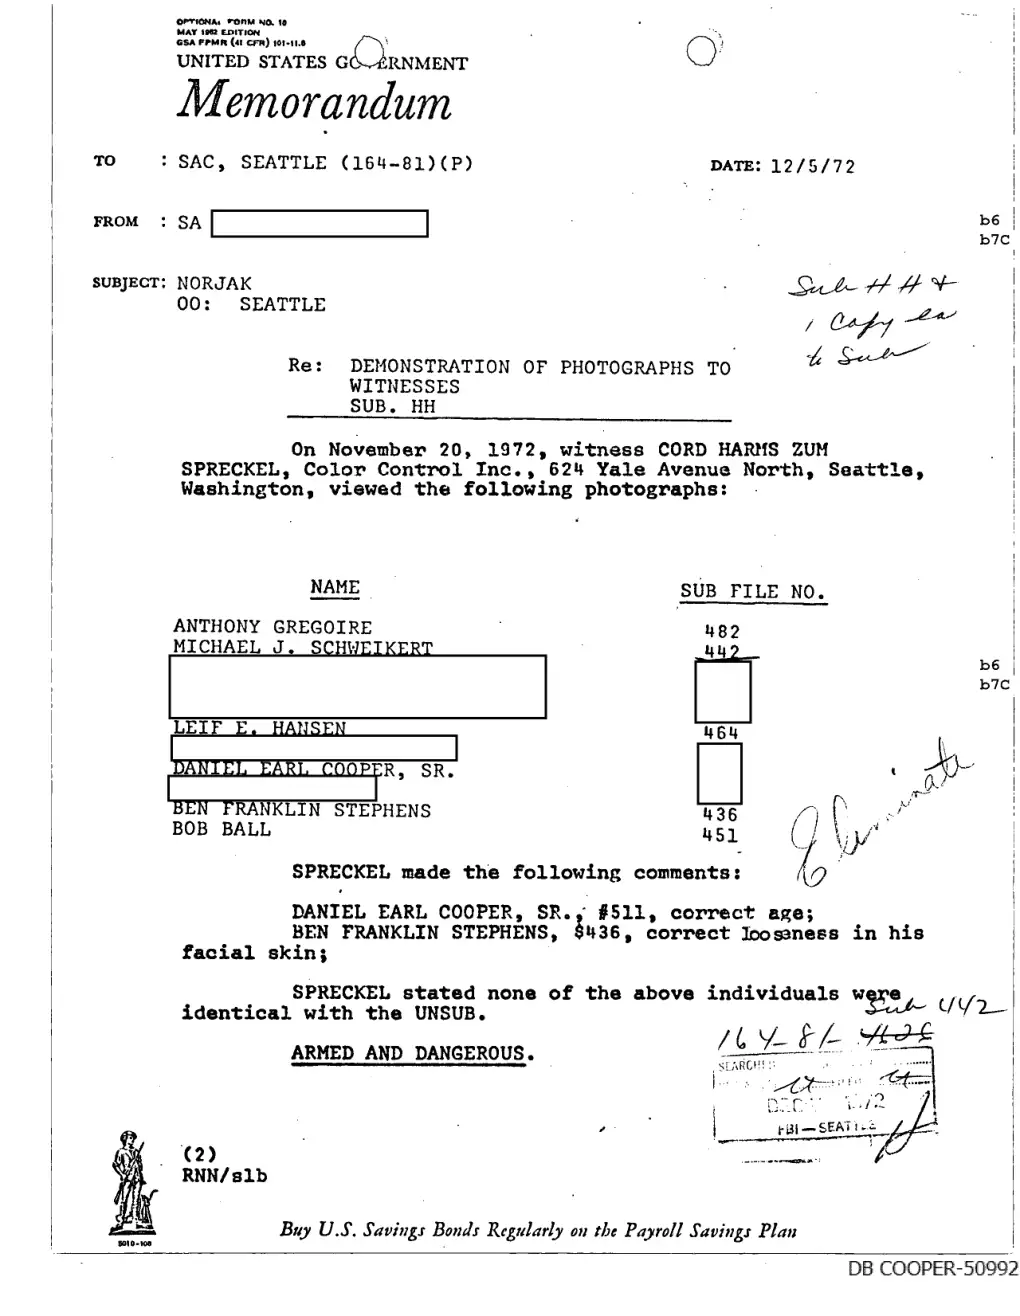 OPTIONAL FORM NO. 10
MAY 1962 EDITION
GSA FPMR (41 CFR) 101-11.6
UNITED STATES GOVERNMENT
Memorandum
TO : SAC, SEATTLE (164-81)(P) DATE: 12/5/72
FROM : SA
b6
b7C
SUBJECT: NORJAK
OO: SEATTLE
Sub HH &
1 Copy ea
to Sub
Re: DEMONSTRATION OF PHOTOGRAPHS TO
WITNESSES
SUB. HH
On November 20, 1972, witness CORD HARMS ZUM
SPRECKEL, Color Control Inc., 624 Yale Avenue North, Seattle,
Washington, viewed the following photographs:
NAME SUB FILE NO.
ANTHONY GREGOIRE 482
MICHAEL J. SCHWEIKERT 442
b6
b7C
LEIF E. HANSEN 464
DANIEL EARL COOPER, SR.
BEN FRANKLIN STEPHENS 436
BOB BALL 451
Eliminate
SPRECKEL made the following comments:
DANIEL EARL COOPER, SR., #511, correct age;
BEN FRANKLIN STEPHENS, $436, correct looseness in his
facial skin;
SPRECKEL stated none of the above individuals were
identical with the UNSUB.
Sub 442
164-81-
ARMED AND DANGEROUS.
SEARCHED
FBI — SEATTLE
(2)
RNN/slb
Buy U.S. Savings Bonds Regularly on the Payroll Savings Plan
5010-108
DB COOPER-50992